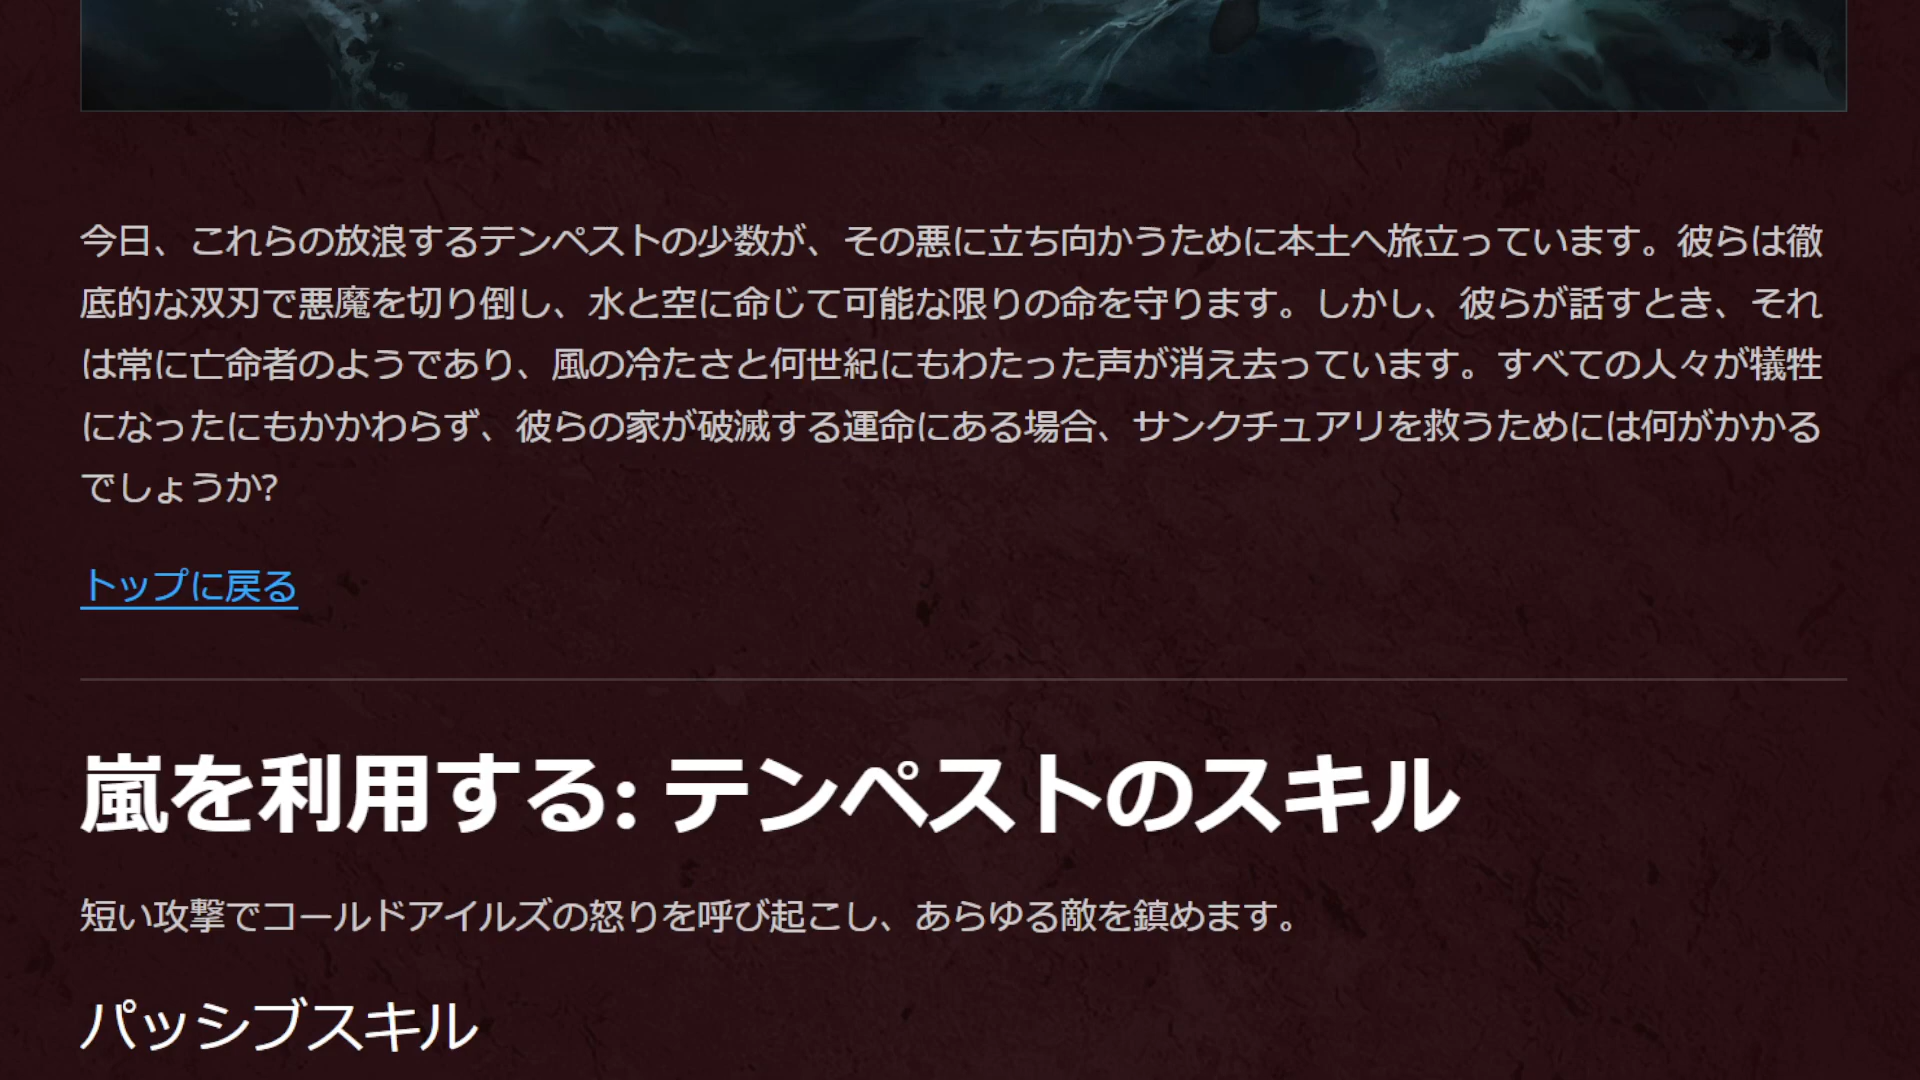 今日、これらの放浪するテンペストの少数が、その悪に立ち向かうために本土へ旅立っています。彼らは徹
底的な双刃で悪魔を切り倒し、水と空に命じて可能な限りの命を守ります。しかし、彼らが話すとき、それ
は常に亡命者のようであり、風の冷たさと何世紀にもわたった声が消え去っています。すべての人々が犠牲
になったにもかかわらず、彼らの家が破滅する運命にある場合、サンクチュアリを救うためには何がかかる
でしょうか?
トップに戻る
嵐を利用する: テンペストのスキル
短い攻撃でコールドアイルズの怒りを呼び起こし、あらゆる敵を鎮めます。
パッシブスキル